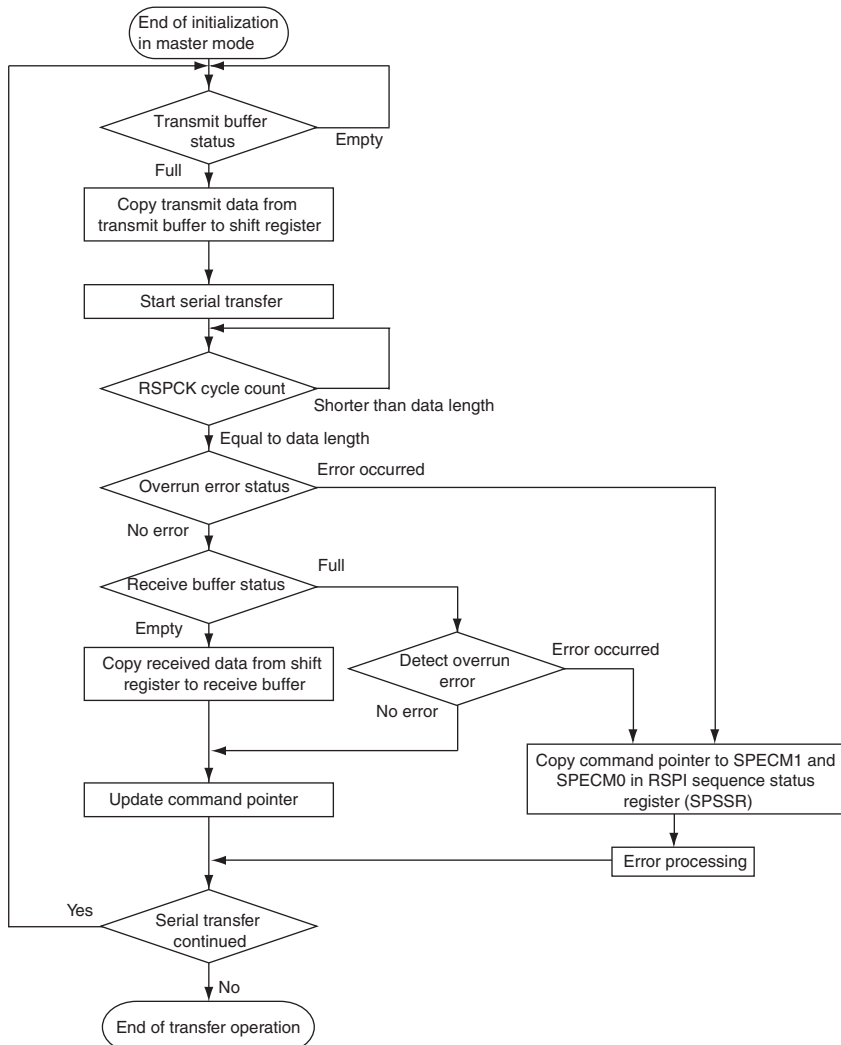 End of initialization
in master mode
Transmit buffer
status
Empty
Full
Copy transmit data from
transmit buffer to shift register
Start serial transfer
RSPCK cycle count
Shorter than data length
Equal to data length
Overrun error status
Error occurred
No error
Receive buffer status
Full
Empty
Copy received data from shift
register to receive buffer
Detect overrun
error
Error occurred
No error
Copy command pointer to SPECM1 and
SPECM0 in RSPI sequence status
register (SPSSR)
Update command pointer
Error processing
Yes
Serial transfer
continued
No
End of transfer operation